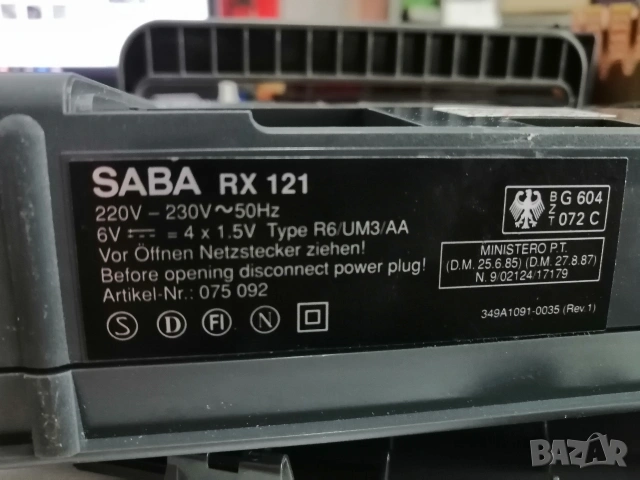 SABA RX 121
220V – 230V ~ 50Hz
6V ⎓ = 4 x 1.5V Type R6/UM3/AA
Vor Öffnen Netzstecker ziehen!
Before opening disconnect power plug!
Artikel-Nr.: 075 092
S D FI N
BZT G 604
072 C
MINISTERO P.T.
(D.M. 25.6.85) (D.M. 27.8.87)
N. 9/02124/17179
349A1091-0035 (Rev.1)
BAZAR